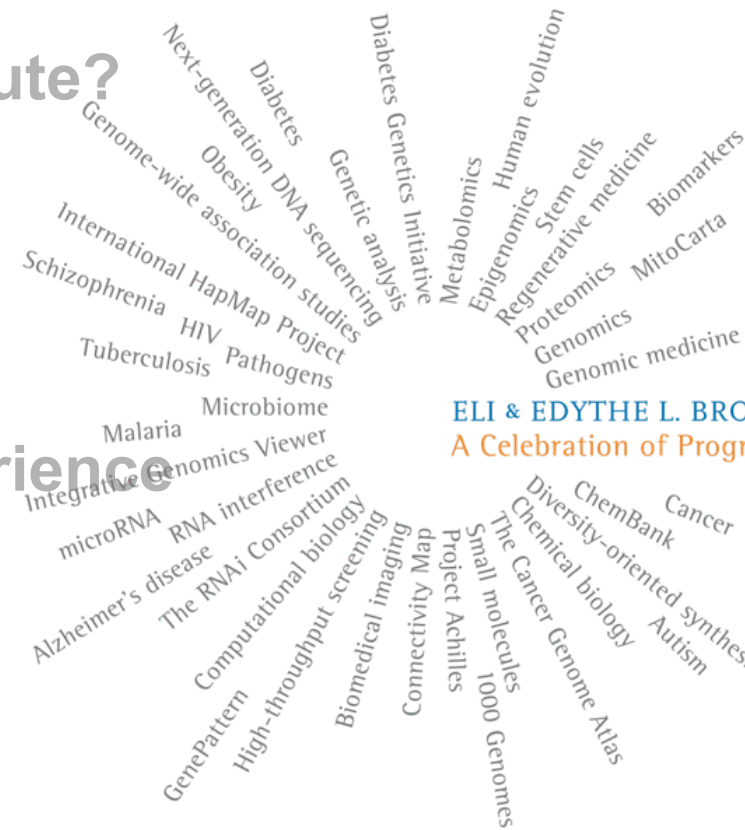 ute?
rience
Diabetes Genetics Initiative
Metabolomics
Human evolution
Epigenomics
Stem cells
Regenerative medicine
Proteomics
Biomarkers
MitoCarta
Genomics
Genomic medicine
ELI & EDYTHE L. BRO
A Celebration of Progr
Cancer
ChemBank
Diversity-oriented synthes
Autism
Chemical biology
The Cancer Genome Atlas
Small molecules
1000 Genomes
Project Achilles
Connectivity Map
Biomedical imaging
High-throughput screening
Computational biology
GenePattern
The RNAi Consortium
Alzheimer's disease
RNA interference
microRNA
Integrative Genomics Viewer
Malaria
Microbiome
Tuberculosis
Pathogens
HIV
Schizophrenia
International HapMap Project
Genome-wide association studies
Obesity
Next-generation DNA sequencing
Diabetes
Genetic analysis